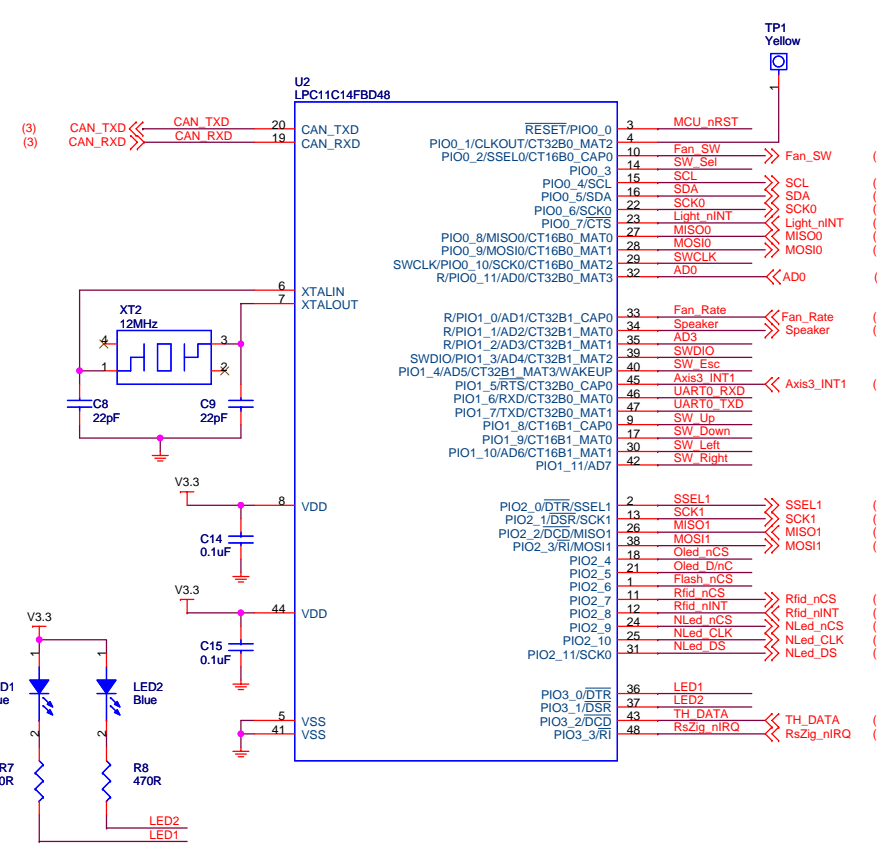 TP1
Yellow
1
U2
LPC11C14FBD48
(3) CAN_TXD CAN_TXD 20 CAN_TXD
(3) CAN_RXD CAN_RXD 19 CAN_RXD
RESET/PIO0_0 3 MCU_nRST
PIO0_1/CLKOUT/CT32B0_MAT2 4
PIO0_2/SSEL0/CT16B0_CAP0 10 Fan_SW Fan_SW (
PIO0_3 14 SW_Sel
PIO0_4/SCL 15 SCL SCL (
PIO0_5/SDA 16 SDA SDA (
PIO0_6/SCK0 22 SCK0 SCK0 (
PIO0_7/CTS 23 Light_nINT Light_nINT (
PIO0_8/MISO0/CT16B0_MAT0 27 MISO0 MISO0 (
PIO0_9/MOSI0/CT16B0_MAT1 28 MOSI0 MOSI0 (
SWCLK/PIO0_10/SCK0/CT16B0_MAT2 29 SWCLK
R/PIO0_11/AD0/CT32B0_MAT3 32 AD0 AD0 (
6 XTALIN
7 XTALOUT
XT2
12MHz
4 3
1 2
C8
22pF
C9
22pF
R/PIO1_0/AD1/CT32B1_CAP0 33 Fan_Rate Fan_Rate (
R/PIO1_1/AD2/CT32B1_MAT0 34 Speaker Speaker (
R/PIO1_2/AD3/CT32B1_MAT1 35 AD3
SWDIO/PIO1_3/AD4/CT32B1_MAT2 39 SWDIO
PIO1_4/AD5/CT32B1_MAT3/WAKEUP 40 SW_Esc
PIO1_5/RTS/CT32B0_CAP0 45 Axis3_INT1 Axis3_INT1 (
PIO1_6/RXD/CT32B0_MAT0 46 UART0_RXD
PIO1_7/TXD/CT32B0_MAT1 47 UART0_TXD
PIO1_8/CT16B1_CAP0 9 SW_Up
PIO1_9/CT16B1_MAT0 17 SW_Down
PIO1_10/AD6/CT16B1_MAT1 30 SW_Left
PIO1_11/AD7 42 SW_Right
V3.3
8 VDD
C14
0.1uF
V3.3
44 VDD
C15
0.1uF
5 VSS
41 VSS
PIO2_0/DTR/SSEL1 2 SSEL1 SSEL1 (
PIO2_1/DSR/SCK1 13 SCK1 SCK1 (
PIO2_2/DCD/MISO1 26 MISO1 MISO1 (
PIO2_3/RI/MOSI1 38 MOSI1 MOSI1 (
PIO2_4 18 Oled_nCS
PIO2_5 21 Oled_D/nC
PIO2_6 1 Flash_nCS
PIO2_7 11 Rfid_nCS Rfid_nCS (
PIO2_8 12 Rfid_nINT Rfid_nINT (
PIO2_9 24 NLed_nCS NLed_nCS (
PIO2_10 25 NLed_CLK NLed_CLK (
PIO2_11/SCK0 31 NLed_DS NLed_DS (
PIO3_0/DTR 36 LED1
PIO3_1/DSR 37 LED2
PIO3_2/DCD 43 TH_DATA TH_DATA (
PIO3_3/RI 48 RsZig_nIRQ RsZig_nIRQ (
V3.3
1 1
D1 LED2
ue Blue
2 2
R7 R8
0R 470R
LED2
LED1